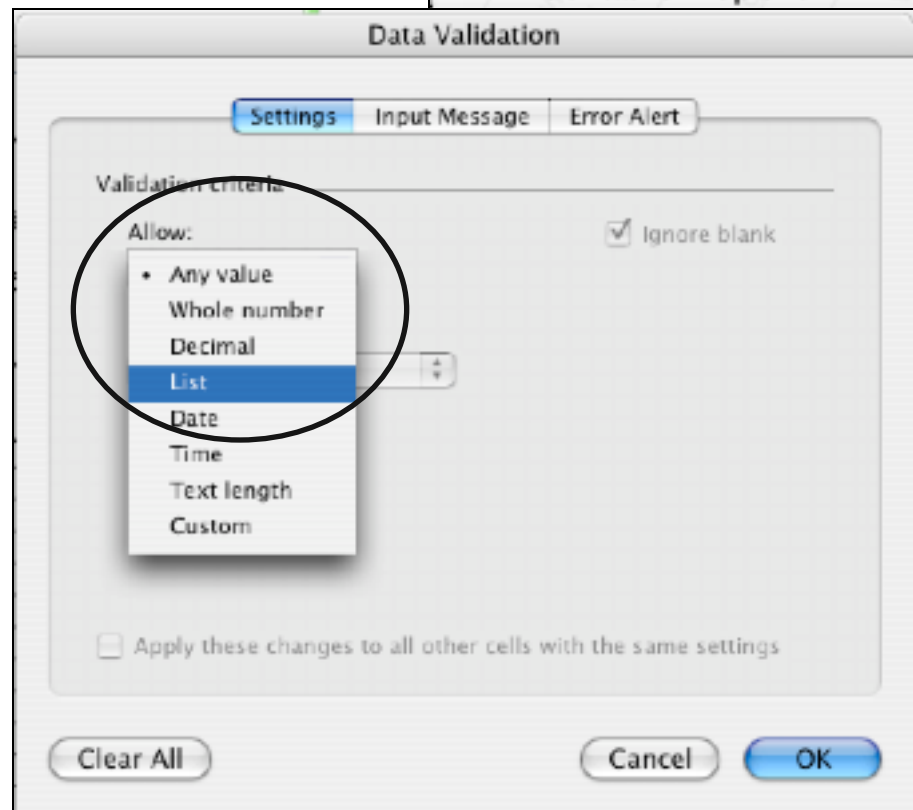 Data Validation
Settings Input Message Error Alert
Validation criteria
Allow:
Ignore blank
Any value
Whole number
Decimal
List
Date
Time
Text length
Custom
Apply these changes to all other cells with the same settings
Clear All Cancel OK